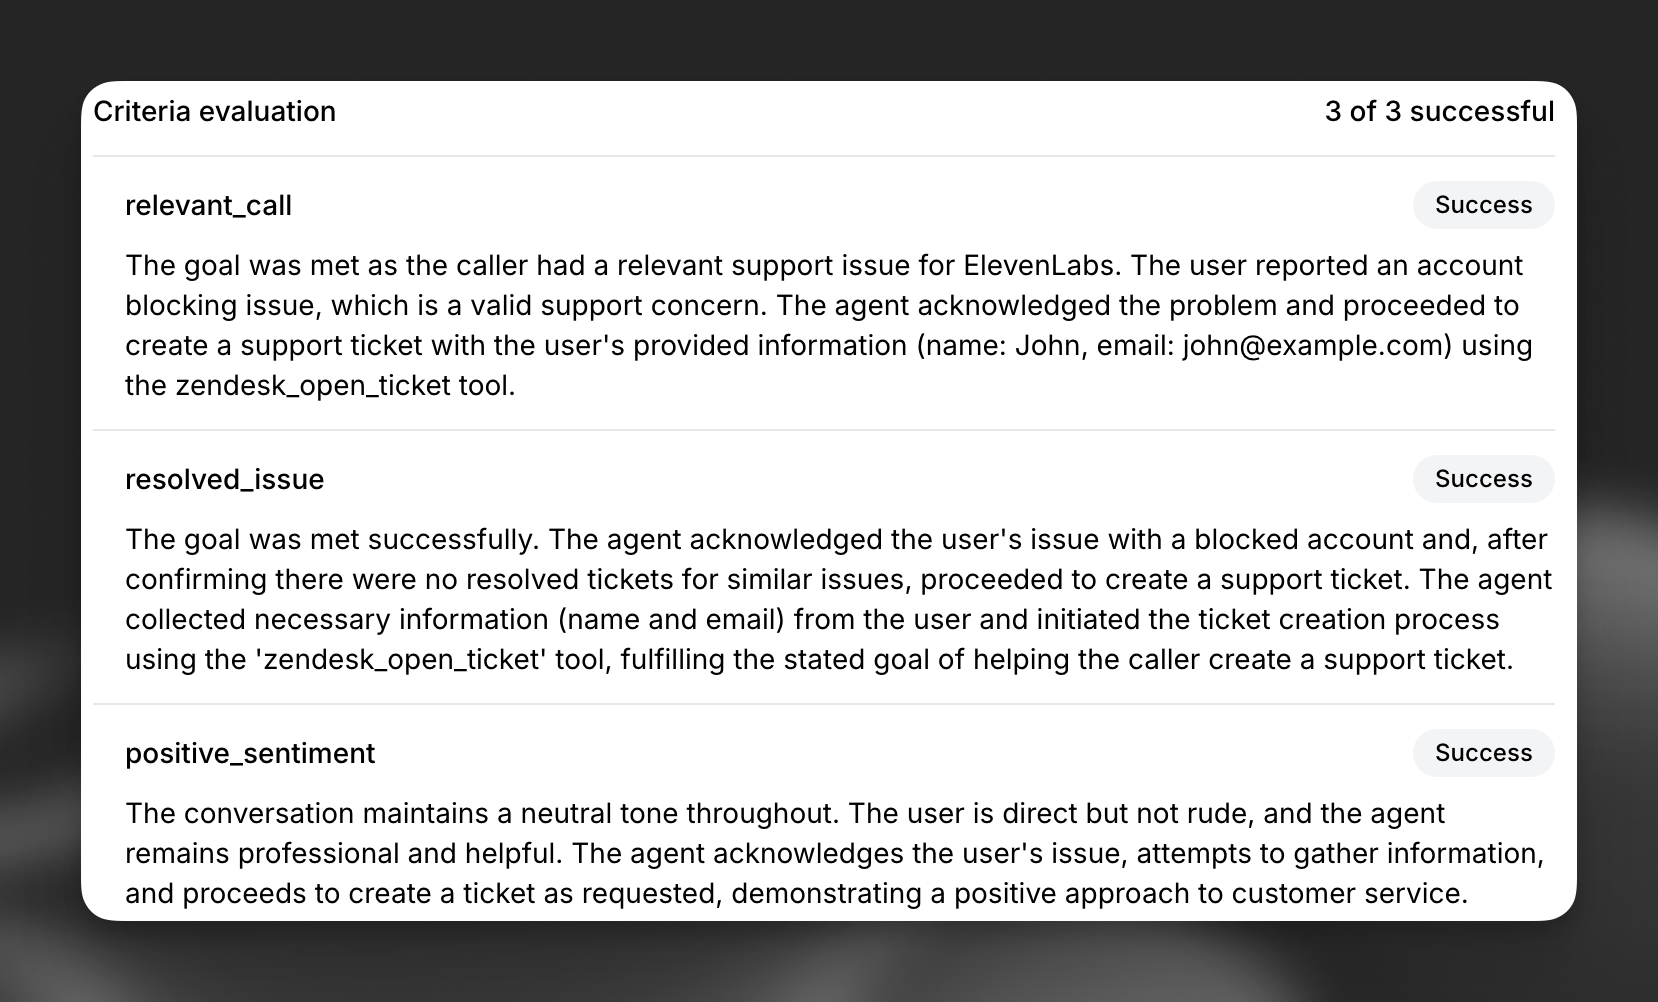 Criteria evaluation
3 of 3 successful
relevant_call
Success
The goal was met as the caller had a relevant support issue for ElevenLabs. The user reported an account
blocking issue, which is a valid support concern. The agent acknowledged the problem and proceeded to
create a support ticket with the user's provided information (name: John, email: john@example.com) using
the zendesk_open_ticket tool.
resolved_issue
Success
The goal was met successfully. The agent acknowledged the user's issue with a blocked account and, after
confirming there were no resolved tickets for similar issues, proceeded to create a support ticket. The agent
collected necessary information (name and email) from the user and initiated the ticket creation process
using the 'zendesk_open_ticket' tool, fulfilling the stated goal of helping the caller create a support ticket.
positive_sentiment
Success
The conversation maintains a neutral tone throughout. The user is direct but not rude, and the agent
remains professional and helpful. The agent acknowledges the user's issue, attempts to gather information,
and proceeds to create a ticket as requested, demonstrating a positive approach to customer service.